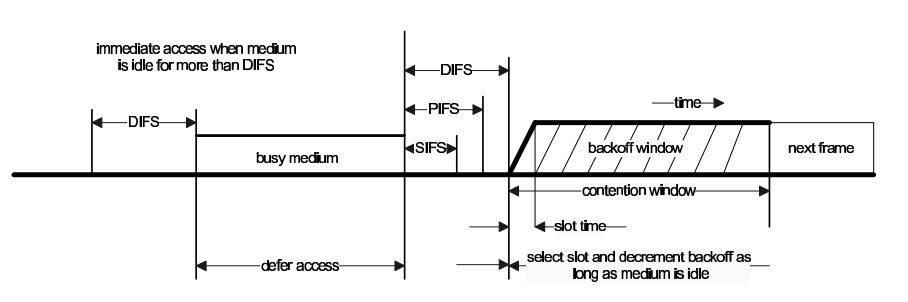 immediate access when medium
is idle for more than DIFS
DIFS
DIFS
PIFS
SIFS
time
busy medium
backoff window
next frame
contention window
slot time
defer access
select slot and decrement backoff as
long as medium is idle